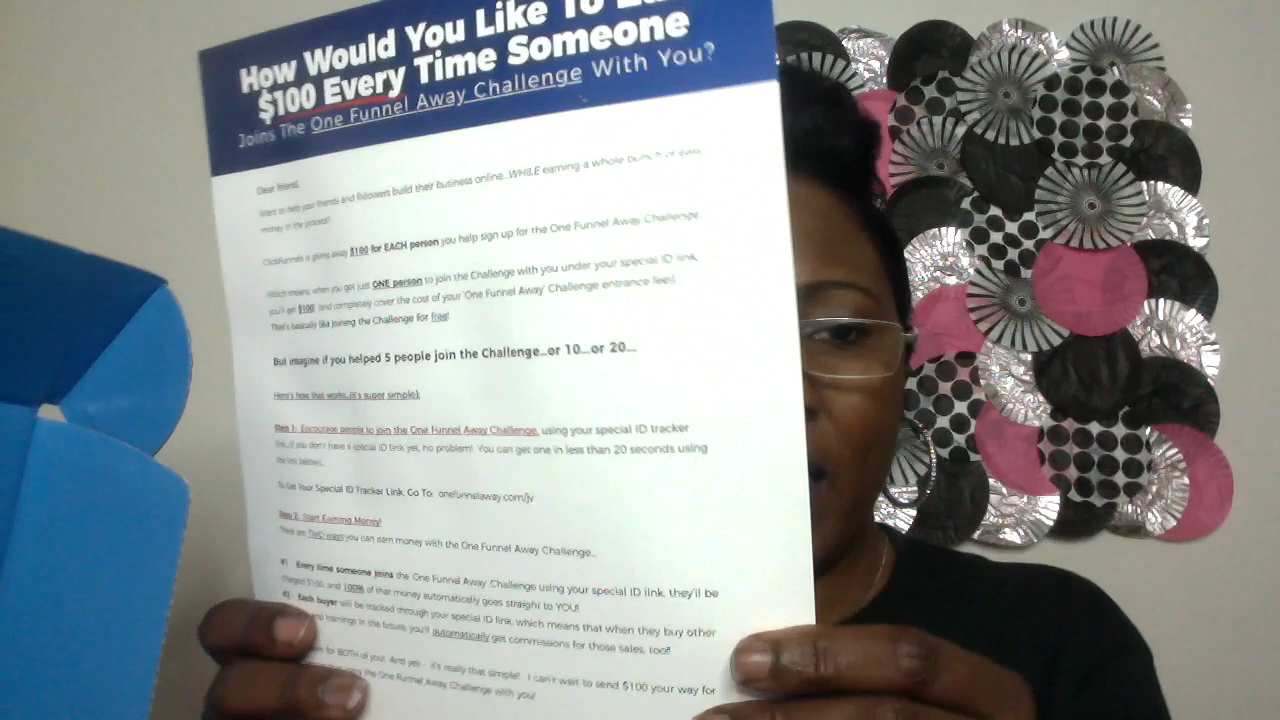 How Would You Like To
$100 Every Time Someone
Joins The One Funnel Away Challenge With You?
Dear friend,
Want to help your friends and followers build their business online...WHILE earning a whole bunch of
money in the process?
ClickFunnels is giving away $100 for EACH person you help sign up for the One Funnel Away Challenge!
Which means, when you get just ONE person to join the Challenge with you under your special ID link,
you'll get $100 (and completely cover the cost of your 'One Funnel Away' Challenge entrance fee!)
That's basically like joining the Challenge for free!
But imagine if you helped 5 people join the Challenge...or 10...or 20...
Here's how that works...(it's super simple):
Step 1: Encourage people to join the One Funnel Away Challenge, using your special ID tracker
link...(if you don't have a special ID link yet, no problem! You can get one in less than 20 seconds using
the link below)...
To Get Your Special ID Tracker Link, Go To: onefunnelaway.com/jv
Step 2: Start Earning Money!
There are TWO ways you can earn money with the One Funnel Away Challenge...
Every time someone joins the One Funnel Away Challenge using your special ID link, they'll be
charged $100, and 100% of that money automatically goes straight to YOU!
Each buyer will be tracked through your special ID link, which means that when they buy other
and trainings in the future, you'll automatically get commissions for those sales, too!!
for BOTH of you! And yes - it's really that simple! I can't wait to send $100 your way for
the One Funnel Away Challenge with you!